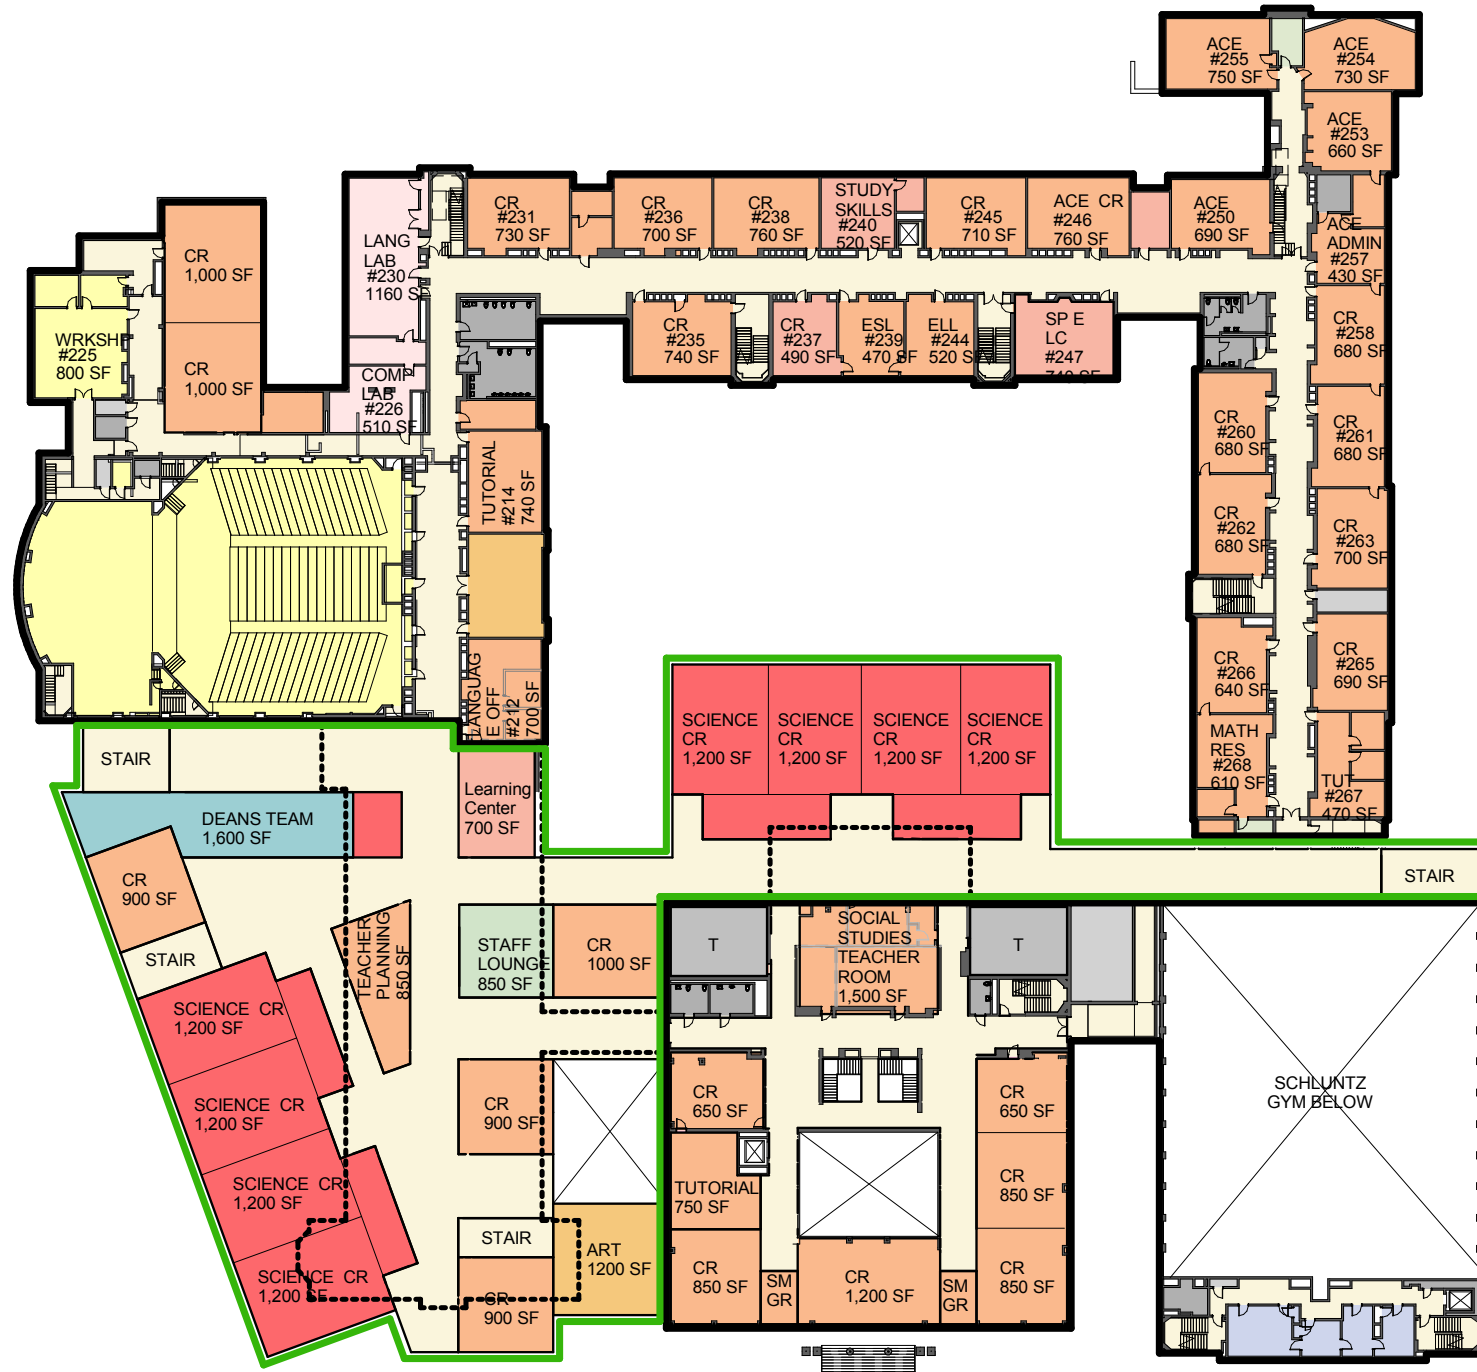 ACE
#255
750 SF
ACE
#254
730 SF
ACE
#253
660 SF
CR
#231
730 SF
CR
#236
700 SF
CR
#238
760 SF
STUDY
SKILLS
#240
520 SF
CR
#245
710 SF
ACE CR
#246
760 SF
ACE
#250
690 SF
ACE
ADMIN
#257
430 SF
LANG
LAB
#230
1160 SF
CR
1,000 SF
CR
1,000 SF
WRKSHP
#225
800 SF
COMP
LAB
#226
510 SF
CR
#235
740 SF
CR
#237
490 SF
ESL
#239
470 SF
ELL
#244
520 SF
SP E
LC
#247
740 SF
CR
#258
680 SF
CR
#260
680 SF
CR
#261
680 SF
CR
#262
680 SF
CR
#263
700 SF
TUTORIAL
#214
740 SF
LANGUAG
E OFF
#212
700 SF
CR
#266
640 SF
CR
#265
690 SF
MATH
RES
#268
610 SF
TUT
#267
470 SF
SCIENCE
CR
1,200 SF
SCIENCE
CR
1,200 SF
SCIENCE
CR
1,200 SF
SCIENCE
CR
1,200 SF
STAIR
DEANS TEAM
1,600 SF
Learning
Center
700 SF
STAIR
CR
900 SF
STAIR
TEACHER
PLANNING
850 SF
STAFF
LOUNGE
850 SF
CR
1000 SF
T
SOCIAL
STUDIES
TEACHER
ROOM
1,500 SF
T
SCIENCE CR
1,200 SF
SCIENCE CR
1,200 SF
SCIENCE CR
1,200 SF
SCIENCE CR
1,200 SF
CR
900 SF
STAIR
CR
900 SF
ART
1200 SF
CR
650 SF
TUTORIAL
750 SF
CR
850 SF
SM
GR
CR
1,200 SF
SM
GR
CR
650 SF
CR
850 SF
CR
850 SF
SCHLUNTZ
GYM BELOW